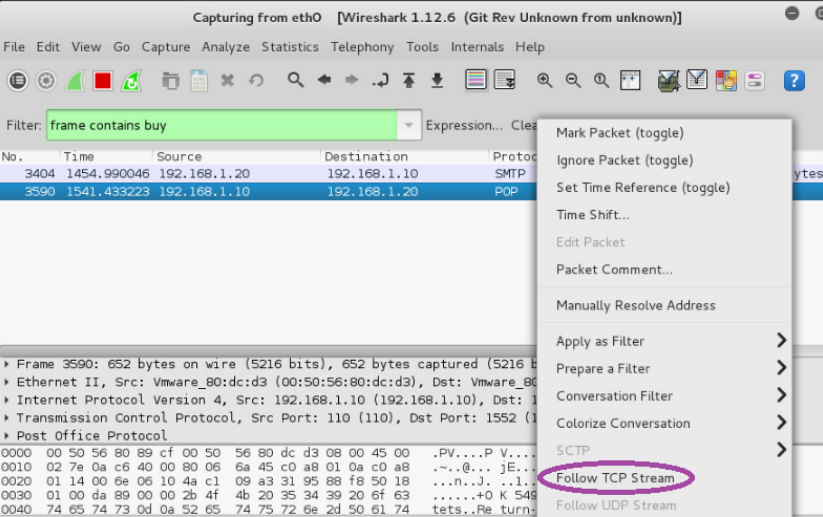 Capturing from eth0 [Wireshark 1.12.6 (Git Rev Unknown from unknown)]
File Edit View Go Capture Analyze Statistics Telephony Tools Internals Help
Filter: frame contains buy Expression... Clea
No. Time Source Destination Protoc
3404 1454.990046 192.168.1.20 192.168.1.10 SMTP ytes
3590 1541.433223 192.168.1.10 192.168.1.20 POP
Mark Packet (toggle)
Ignore Packet (toggle)
Set Time Reference (toggle)
Time Shift...
Edit Packet
Packet Comment...
Manually Resolve Address
Apply as Filter
Prepare a Filter
Conversation Filter
Colorize Conversation
SCTP
Follow TCP Stream
Follow UDP Stream
Frame 3590: 652 bytes on wire (5216 bits), 652 bytes captured (5216 b
Ethernet II, Src: Vmware_80:dc:d3 (00:50:56:80:dc:d3), Dst: Vmware_80
Internet Protocol Version 4, Src: 192.168.1.10 (192.168.1.10), Dst: 1
Transmission Control Protocol, Src Port: 110 (110), Dst Port: 1552 (1
Post Office Protocol
0000 00 50 56 80 89 cf 00 50 56 80 dc d3 08 00 45 00 .PV....P V.....E.
0010 02 7e 0a c6 40 00 80 06 6a 45 c0 a8 01 0a c0 a8 .~..@... jE......
0020 01 14 00 6e 06 10 4a c1 09 a3 31 95 88 f8 50 18 ...n..J. ..1...P.
0030 01 00 da 89 00 00 2b 4f 4b 20 35 34 39 20 6f 63 ......+O K 549 oc
0040 74 65 74 73 0d 0a 52 65 74 75 72 6e 2d 50 61 74 tets..Re turn-Pat